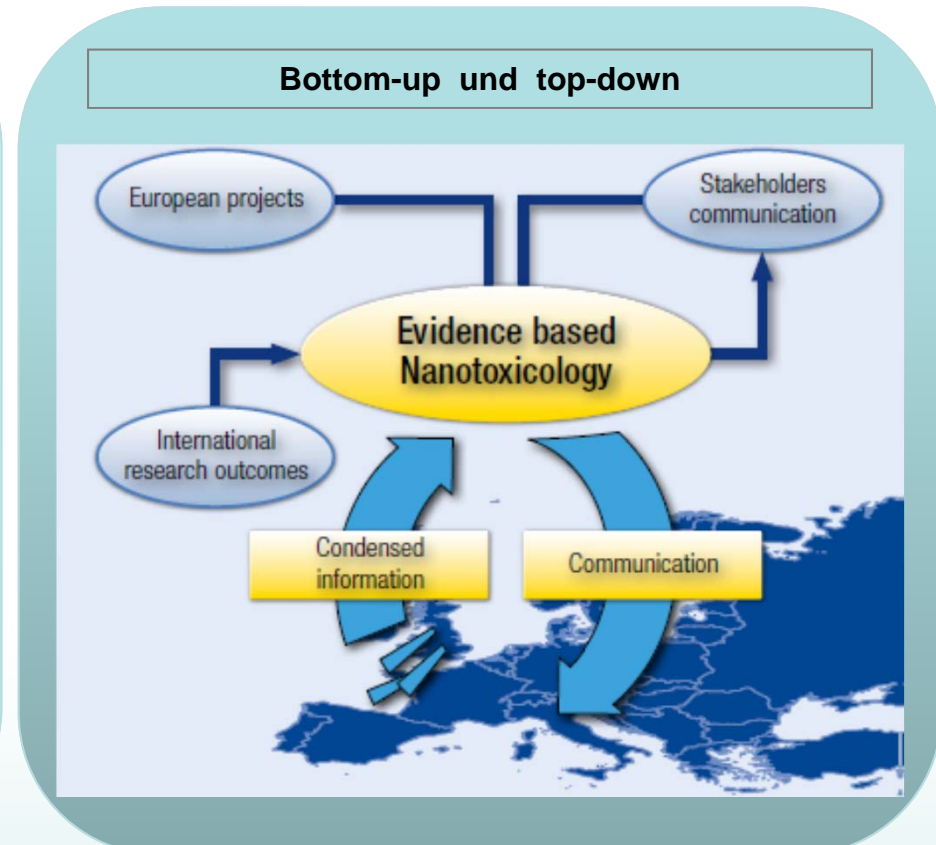 Bottom-up und top-down
European projects
Stakeholders
communication
Evidence based
Nanotoxicology
International
research outcomes
Condensed
information
Communication